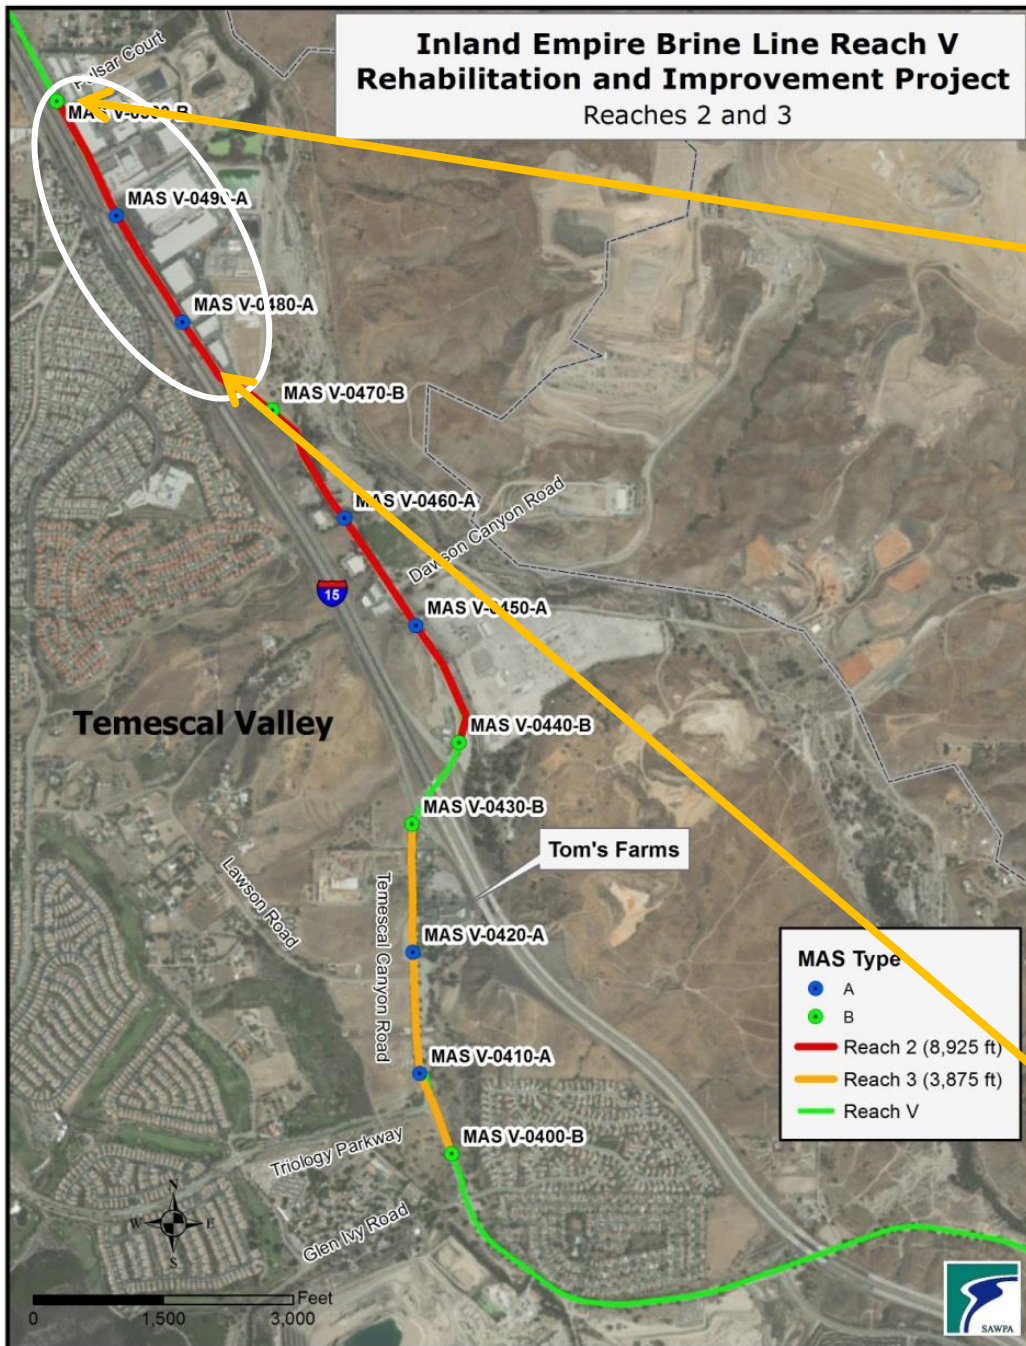 Inland Empire Brine Line Reach V
Rehabilitation and Improvement Project
Reaches 2 and 3
Pulsar Court
MAS V-0500-B
MAS V-0490-A
MAS V-0480-A
MAS V-0470-B
MAS V-0460-A
Dawson Canyon Road
15
MAS V-0450-A
Temescal Valley
MAS V-0440-B
MAS V-0430-B
Tom's Farms
Lawson Road
Temescal Canyon Road
MAS V-0420-A
MAS V-0410-A
MAS V-0400-B
Triology Parkway
Glen Ivy Road
MAS Type
A
B
Reach 2 (8,925 ft)
Reach 3 (3,875 ft)
Reach V
N
W E
S
Feet
0 1,500 3,000
SAWPA